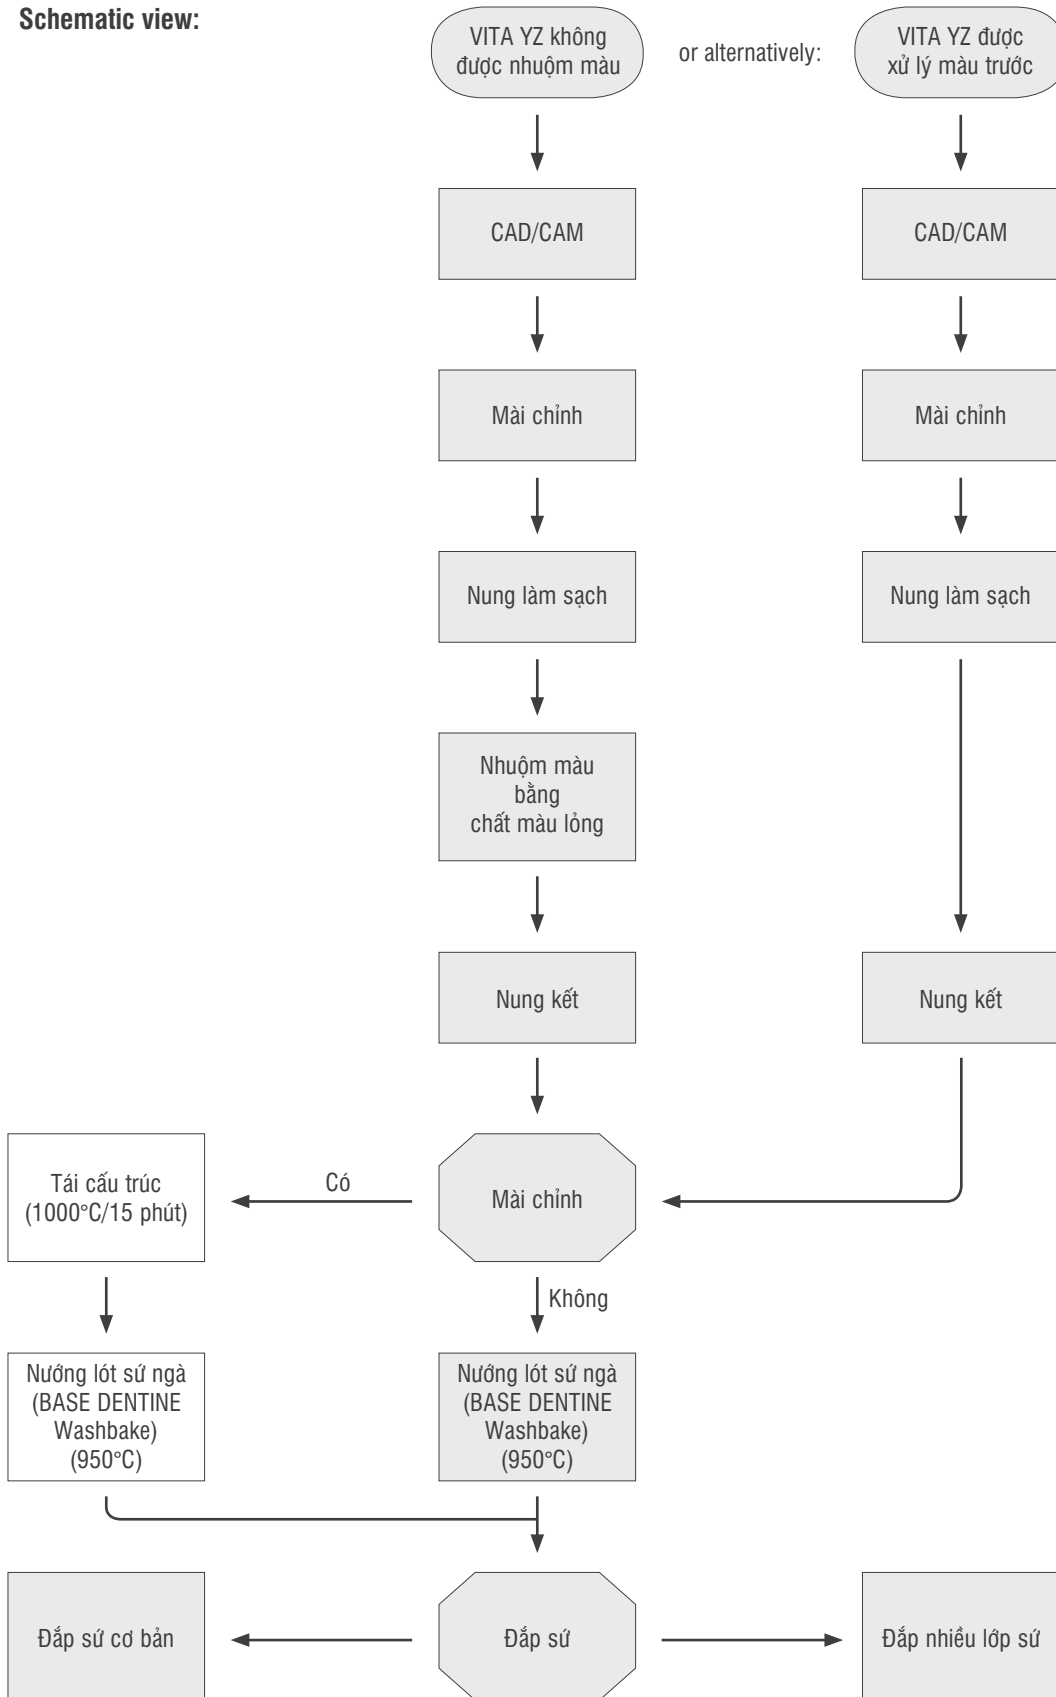 Schematic view:
VITA YZ không
được nhuộm màu
or alternatively:
VITA YZ được
xử lý màu trước
CAD/CAM
CAD/CAM
Mài chỉnh
Mài chỉnh
Nung làm sạch
Nung làm sạch
Nhuộm màu
bằng
chất màu lỏng
Nung kết
Nung kết
Tái cấu trúc
(1000°C/15 phút)
Có
Mài chỉnh
Không
Nướng lót sứ ngà
(BASE DENTINE
Washbake)
(950°C)
Nướng lót sứ ngà
(BASE DENTINE
Washbake)
(950°C)
Đắp sứ cơ bản
Đắp sứ
Đắp nhiều lớp sứ